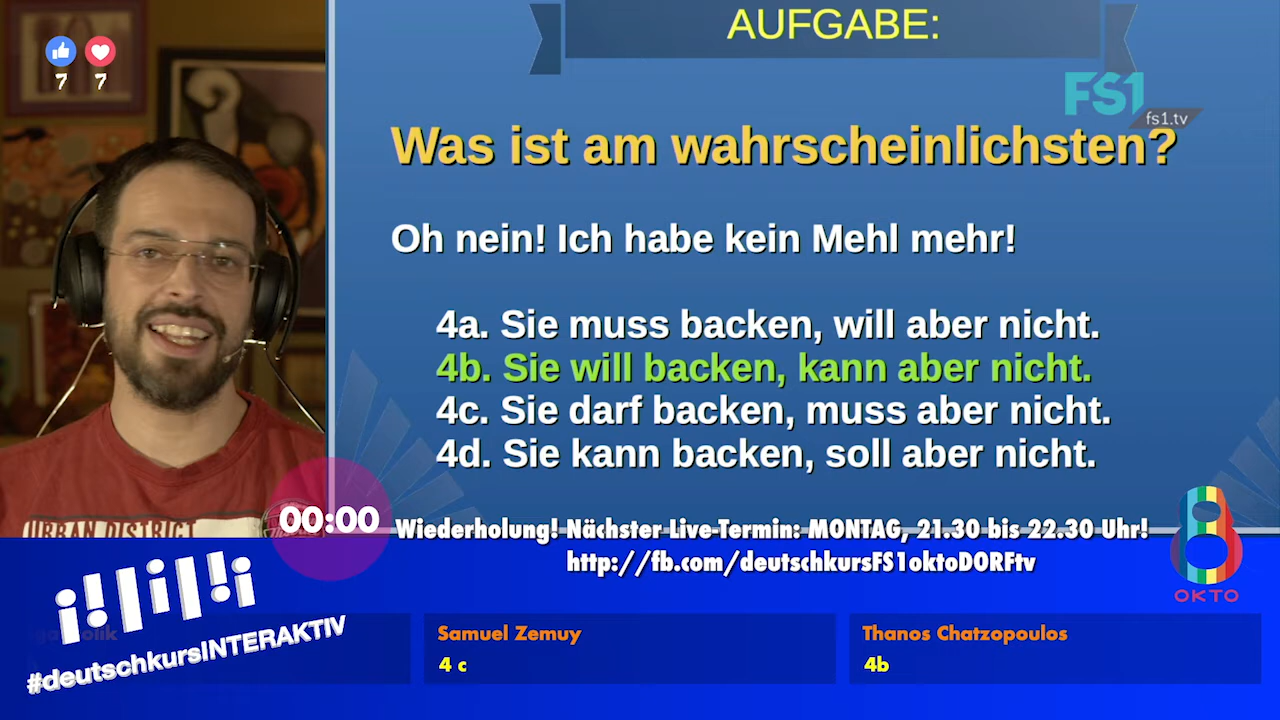 AUFGABE:
7 7
FS1
fs1.tv
Was ist am wahrscheinlichsten?
Oh nein! Ich habe kein Mehl mehr!
4a. Sie muss backen, will aber nicht.
4b. Sie will backen, kann aber nicht.
4c. Sie darf backen, muss aber nicht.
4d. Sie kann backen, soll aber nicht.
URBAN DISTRICT
00:00
Wiederholung! Nächster Live-Termin: MONTAG, 21.30 bis 22.30 Uhr!
http://fb.com/deutschkursFS1oktoDORFtv
OKTO
#deutschkursINTERAKTIV
Samuel Zemuy
4 c
Thanos Chatzopoulos
4b